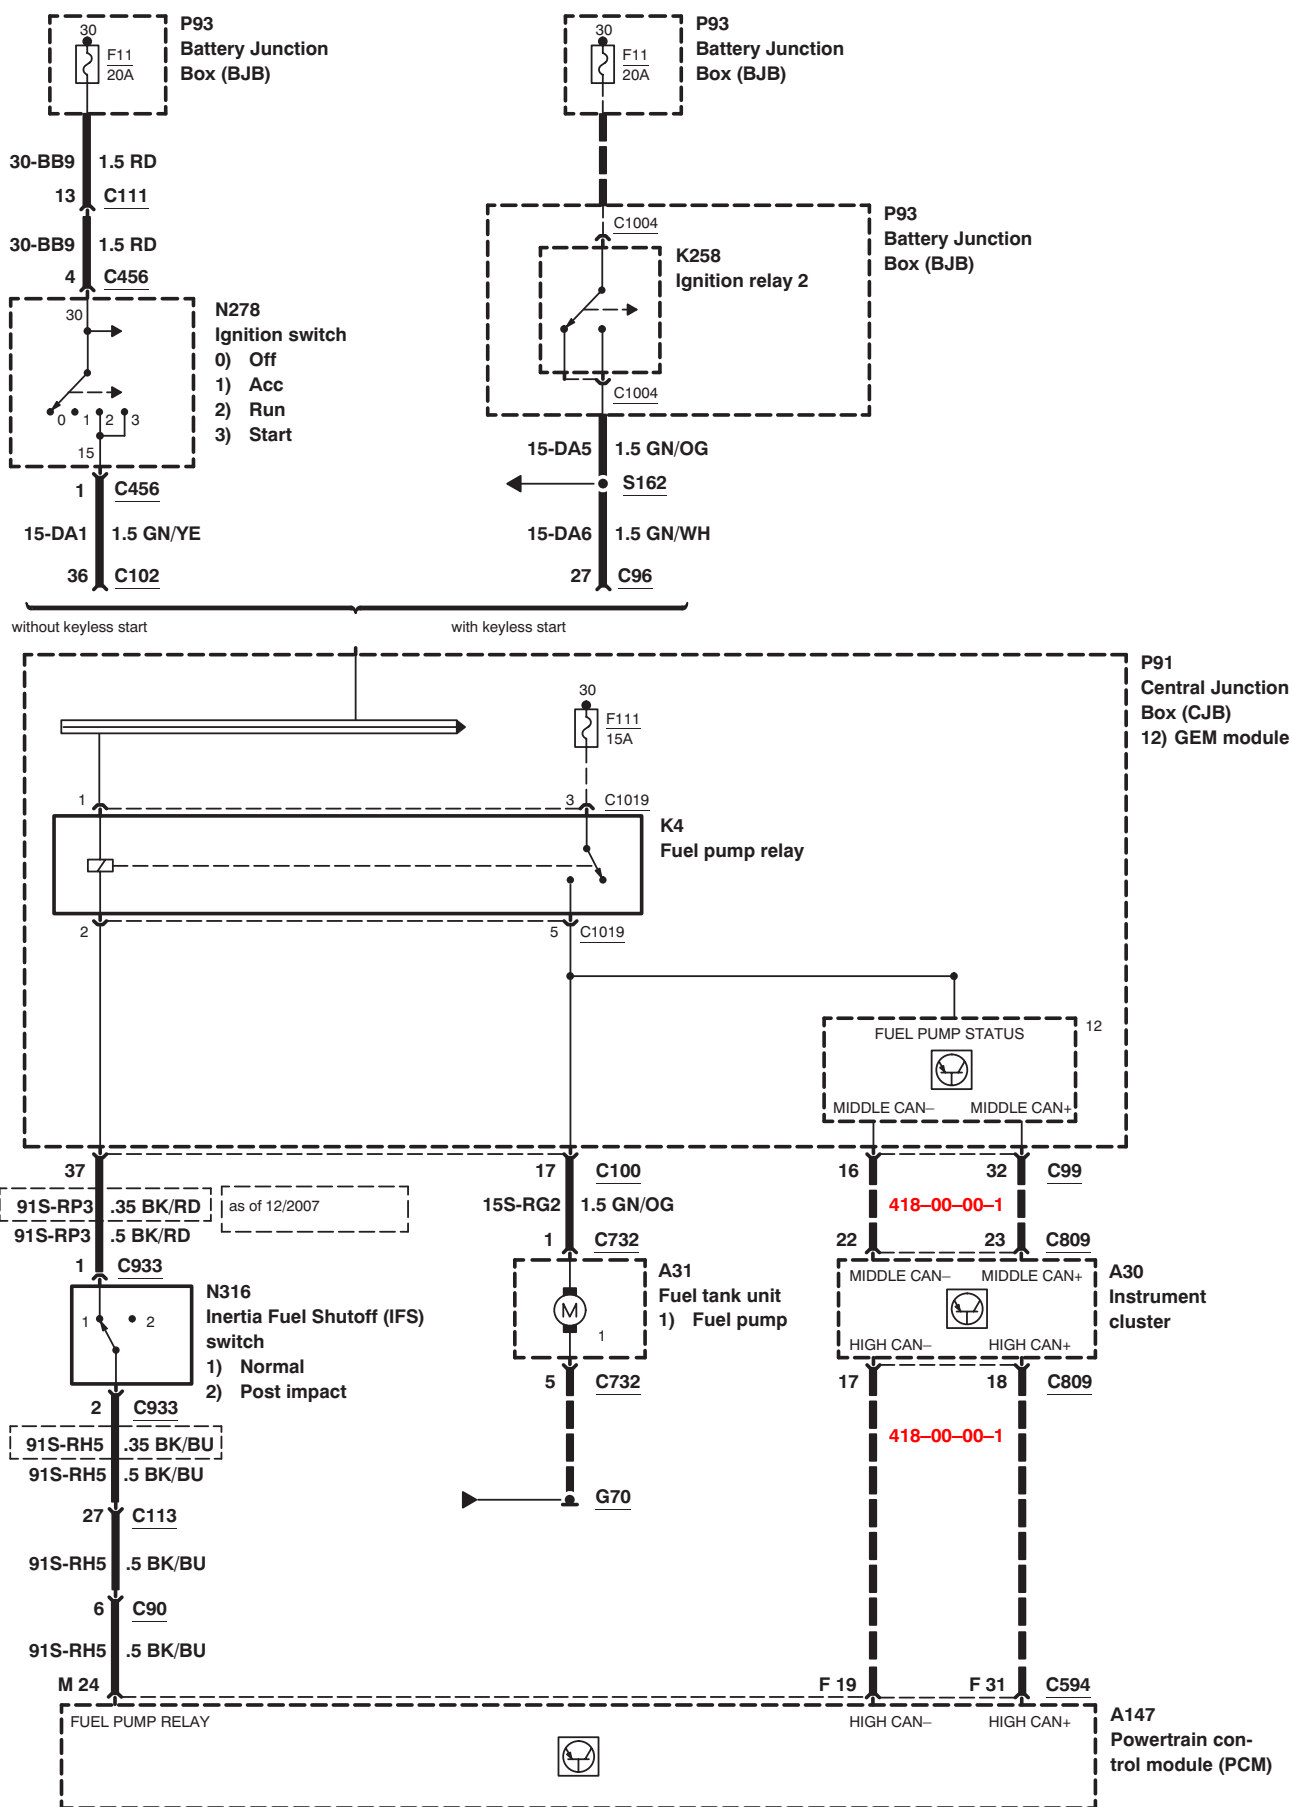 30
F11
20A
P93
Battery Junction
Box (BJB)
30
F11
20A
P93
Battery Junction
Box (BJB)
30-BB9 1.5 RD
13 C111
30-BB9 1.5 RD
4 C456
30
0 1 2 3
15
N278
Ignition switch
0) Off
1) Acc
2) Run
3) Start
1 C456
15-DA1 1.5 GN/YE
36 C102
C1004
K258
Ignition relay 2
C1004
P93
Battery Junction
Box (BJB)
15-DA5 1.5 GN/OG
S162
15-DA6 1.5 GN/WH
27 C96
without keyless start
with keyless start
P91
Central Junction
Box (CJB)
12) GEM module
30
F111
15A
1 3 C1019
K4
Fuel pump relay
2 5 C1019
FUEL PUMP STATUS
12
MIDDLE CAN– MIDDLE CAN+
37 17 C100 16 32 C99
91S-RP3 .35 BK/RD
as of 12/2007
91S-RP3 .5 BK/RD
15S-RG2 1.5 GN/OG
418–00–00–1
1 C933
1 C732
22 23 C809
1 2
N316
Inertia Fuel Shutoff (IFS)
switch
1) Normal
2) Post impact
M
1
A31
Fuel tank unit
1) Fuel pump
MIDDLE CAN– MIDDLE CAN+
HIGH CAN– HIGH CAN+
A30
Instrument
cluster
2 C933
5 C732
17 18 C809
91S-RH5 .35 BK/BU
91S-RH5 .5 BK/BU
418–00–00–1
G70
27 C113
91S-RH5 .5 BK/BU
6 C90
91S-RH5 .5 BK/BU
M 24 F 19 F 31 C594
FUEL PUMP RELAY HIGH CAN– HIGH CAN+
A147
Powertrain con-
trol module (PCM)